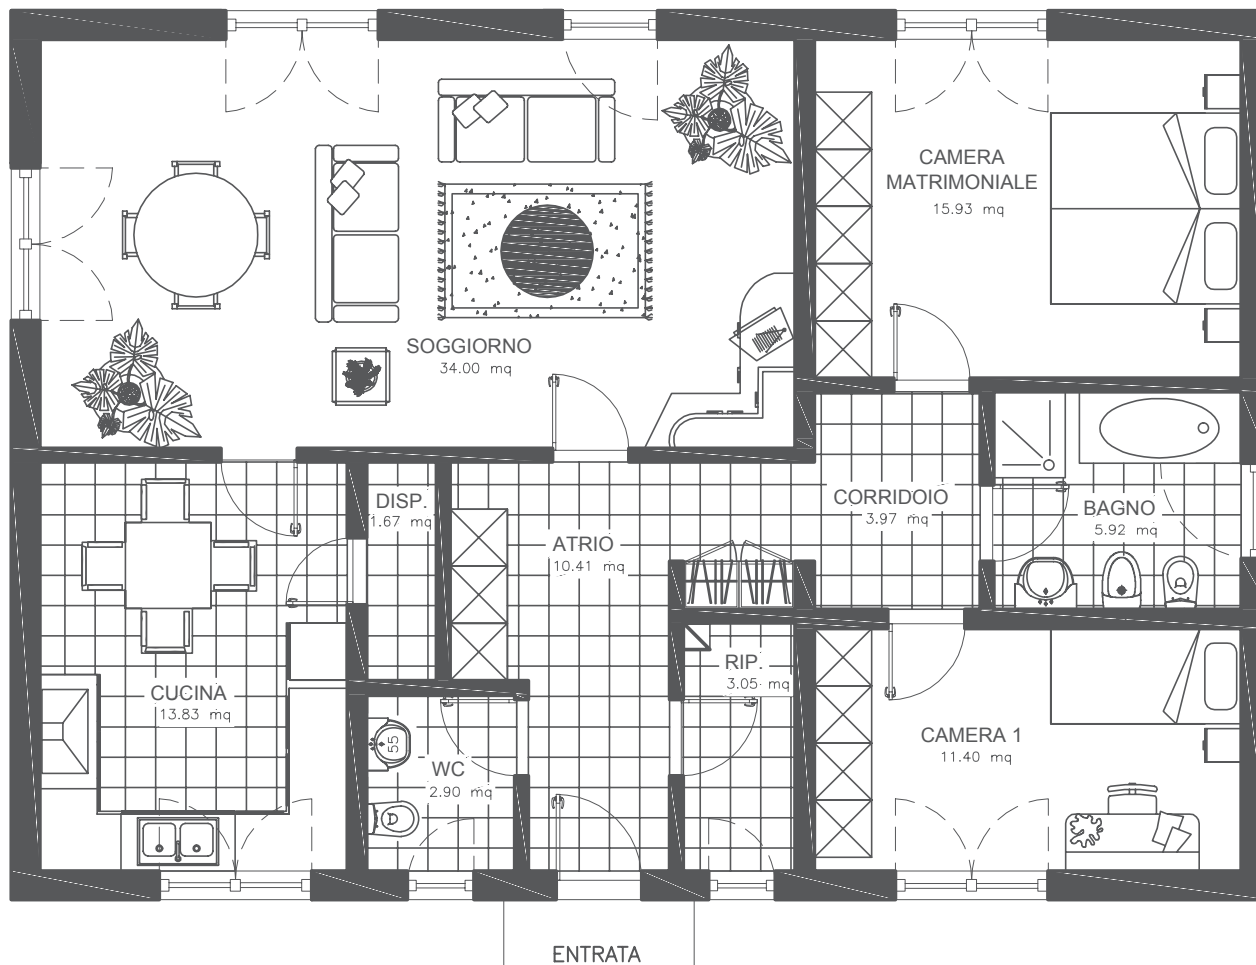 CAMERA
MATRIMONIALE
15.93 mq
SOGGIORNO
34.00 mq
DISP.
1.67 mq
ATRIO
10.41 mq
CORRIDOIO
3.97 mq
BAGNO
5.92 mq
CUCINA
13.83 mq
RIP.
3.05 mq
55
WC
2.90 mq
CAMERA 1
11.40 mq
ENTRATA